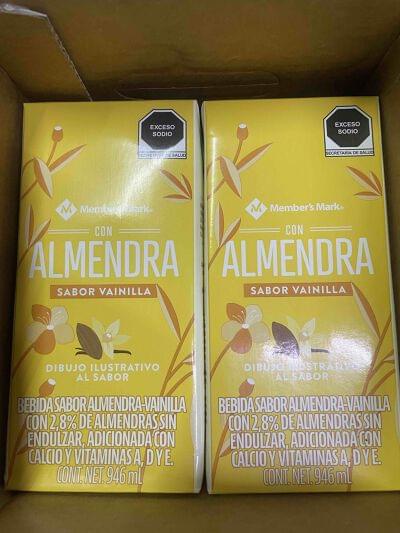 EXCESO
SODIO
SECRETARÍA DE SALUD
Member's Mark®
CON
ALMENDRA
SABOR VAINILLA
DIBUJO ILUSTRATIVO
AL SABOR
BEBIDA SABOR ALMENDRA-VAINILLA
CON 2,8% DE ALMENDRAS SIN
ENDULZAR, ADICIONADA CON
CALCIO Y VITAMINAS A, D Y E.
CONT. NET. 946 mL
EXCESO
SODIO
SECRETARÍA DE SALUD
Member's Mark®
CON
ALMENDRA
SABOR VAINILLA
DIBUJO ILUSTRATIVO
AL SABOR
BEBIDA SABOR ALMENDRA-VAINILLA
CON 2,8% DE ALMENDRAS SIN
ENDULZAR, ADICIONADA CON
CALCIO Y VITAMINAS A, D Y E.
CONT. NET. 946 mL